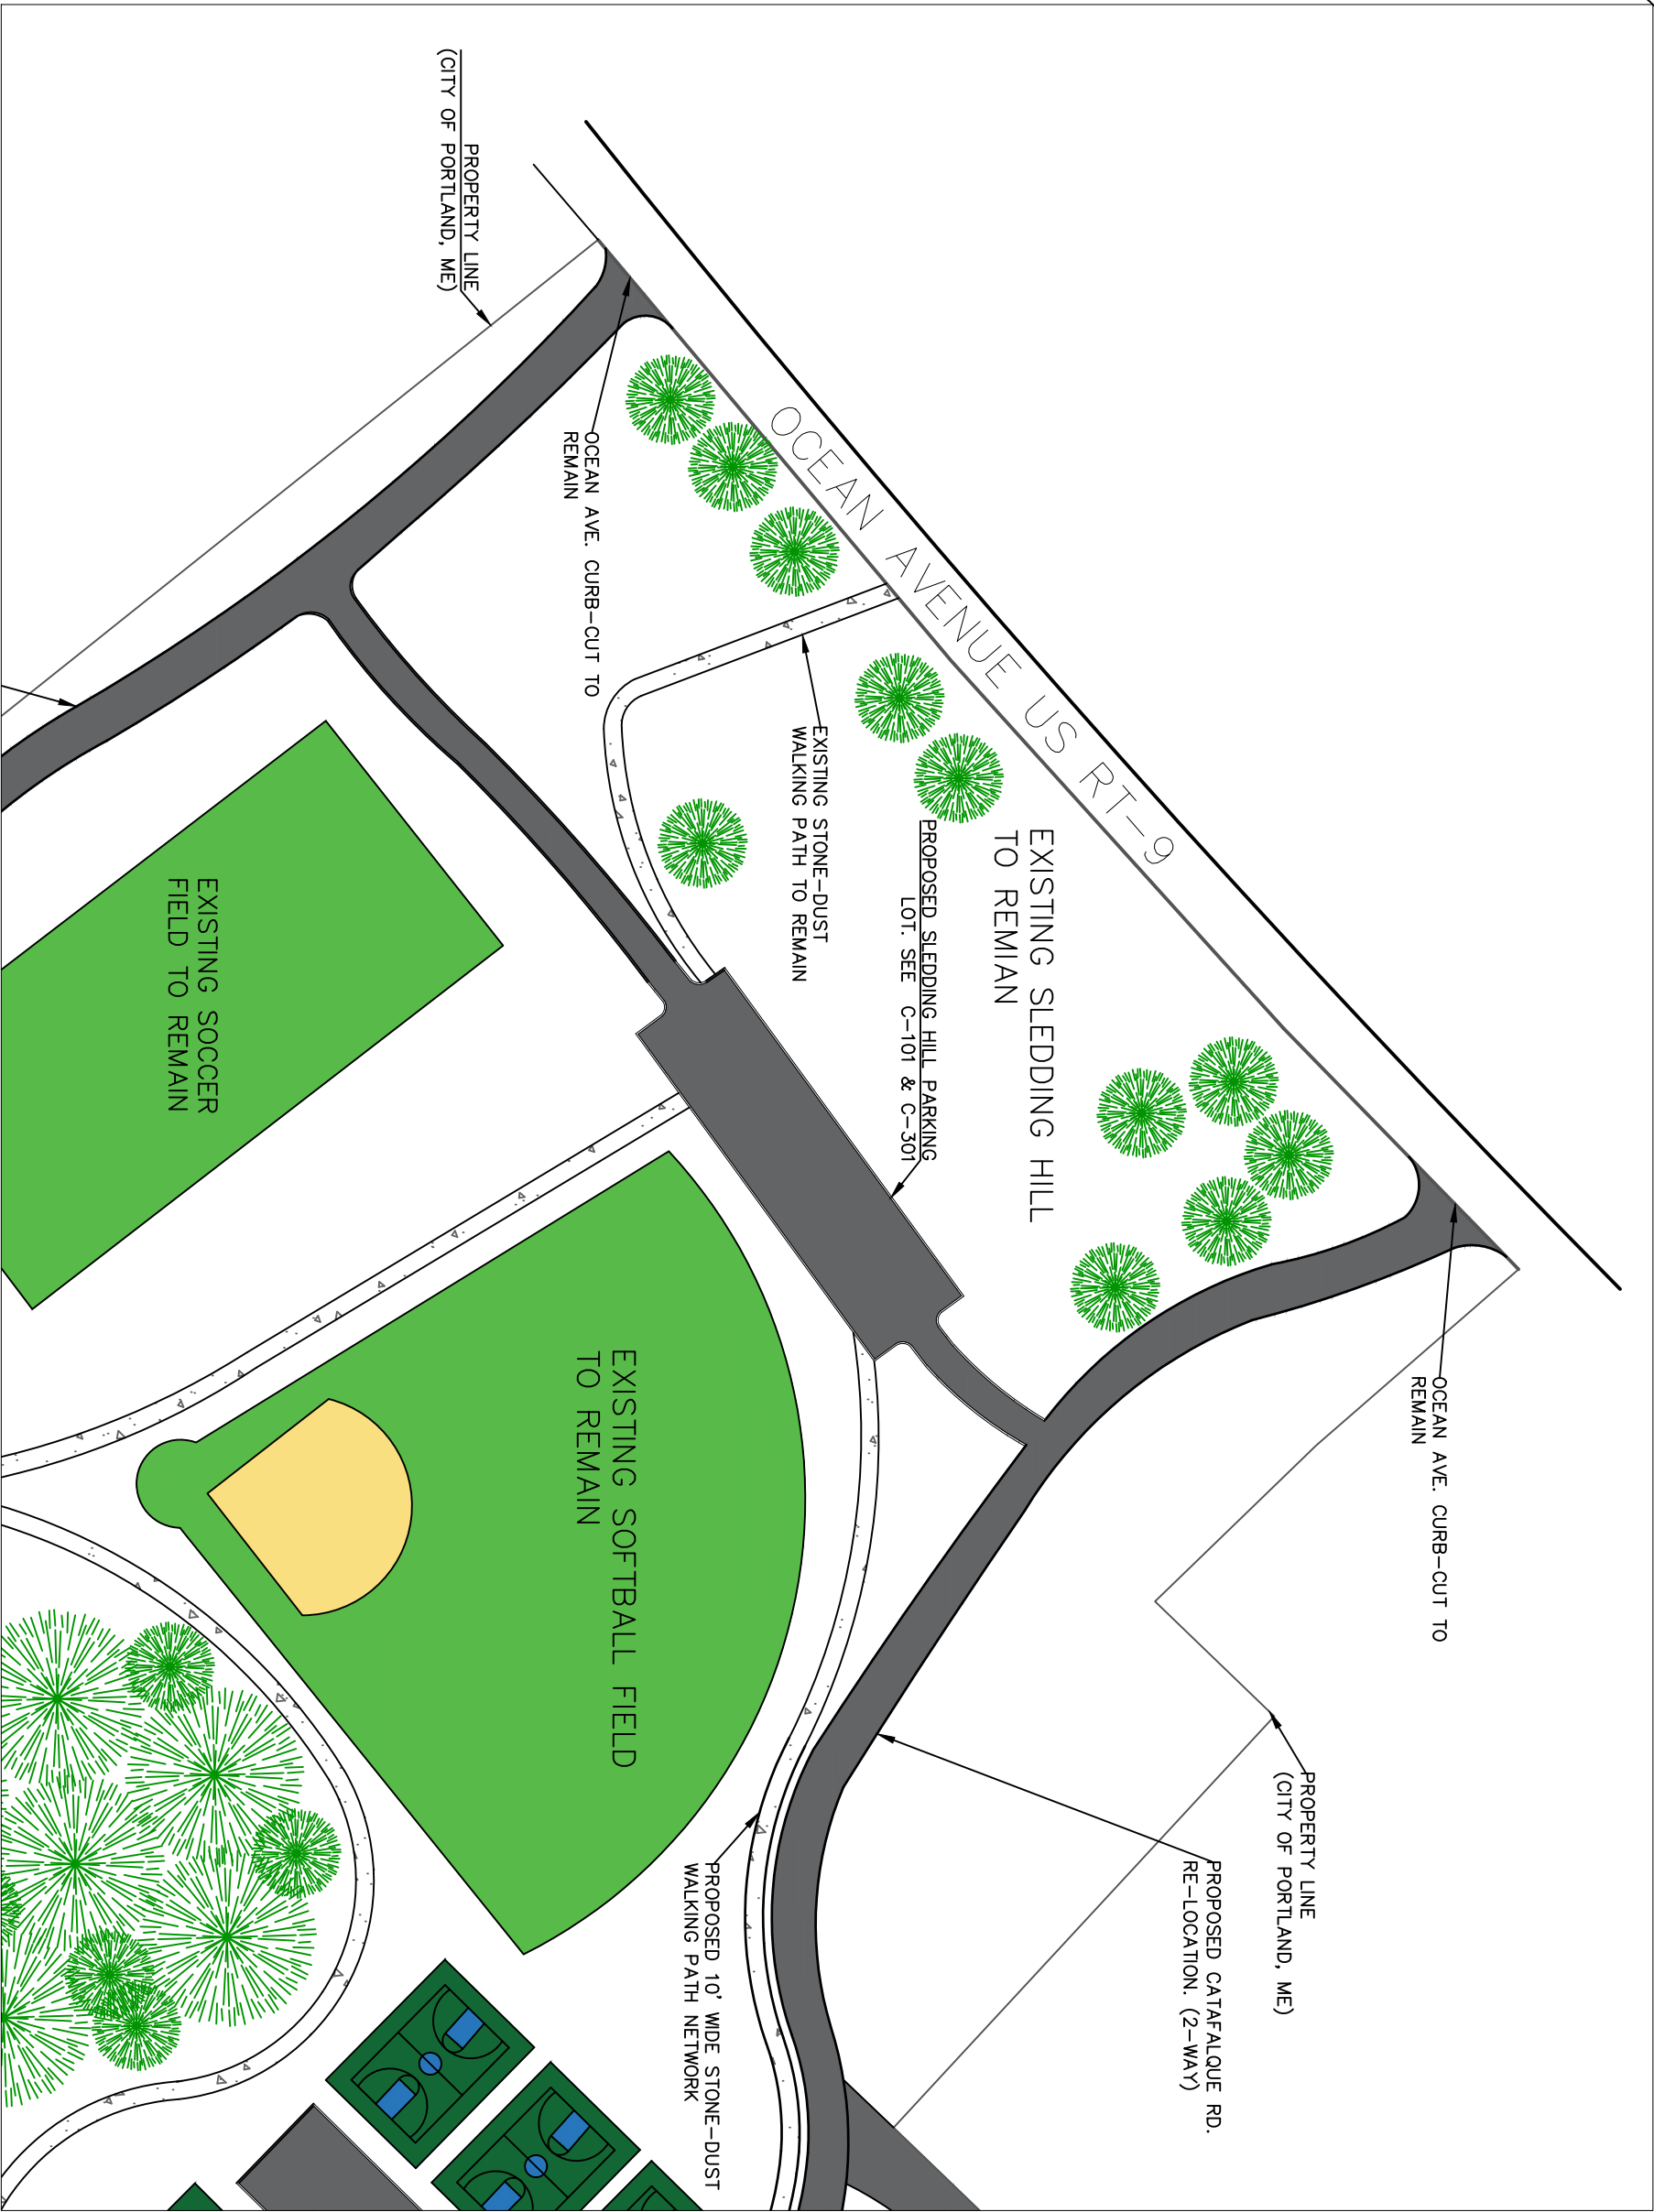 OCEAN AVENUE US RT-9
OCEAN AVE. CURB-CUT TO
REMAIN
PROPERTY LINE
(CITY OF PORTLAND, ME)
PROPOSED CATAFALQUE RD.
RE-LOCATION. (2-WAY)
EXISTING SLEDDING HILL
TO REMIAN
PROPOSED SLEDDING HILL PARKING
LOT. SEE C-101 & C-301
EXISTING STONE-DUST
WALKING PATH TO REMAIN
PROPOSED 10' WIDE STONE-DUST
WALKING PATH NETWORK
EXISTING SOFTBALL FIELD
TO REMAIN
OCEAN AVE. CURB-CUT TO
REMAIN
PROPERTY LINE
(CITY OF PORTLAND, ME)
EXISTING SOCCER
FIELD TO REMAIN